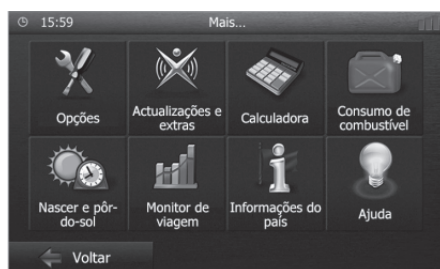 15:59
Mais...
Opções
Actualizações e
extras
Calculadora
Consumo de
combustível
Nascer e pôr-
do-sol
Monitor de
viagem
Informações do
país
Ajuda
Voltar